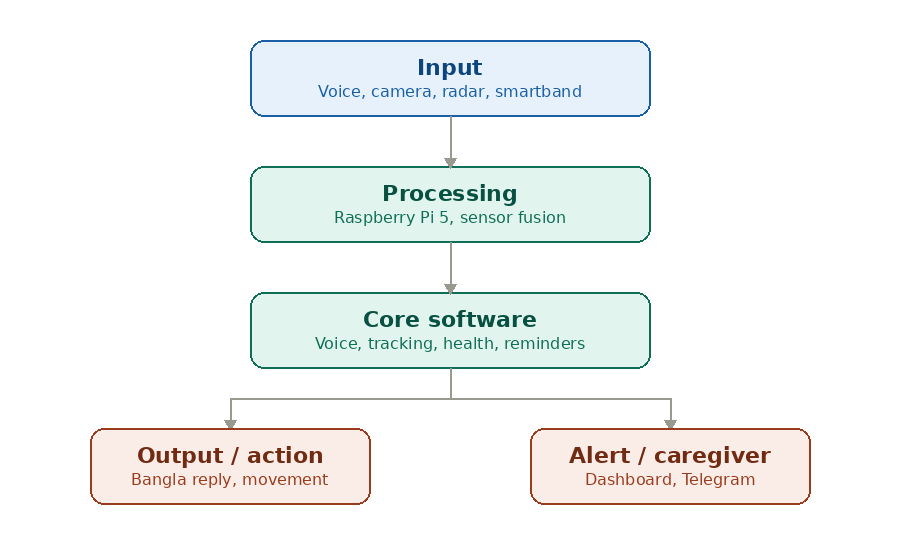 Input
Voice, camera, radar, smartband
Processing
Raspberry Pi 5, sensor fusion
Core software
Voice, tracking, health, reminders
Output / action
Bangla reply, movement
Alert / caregiver
Dashboard, Telegram